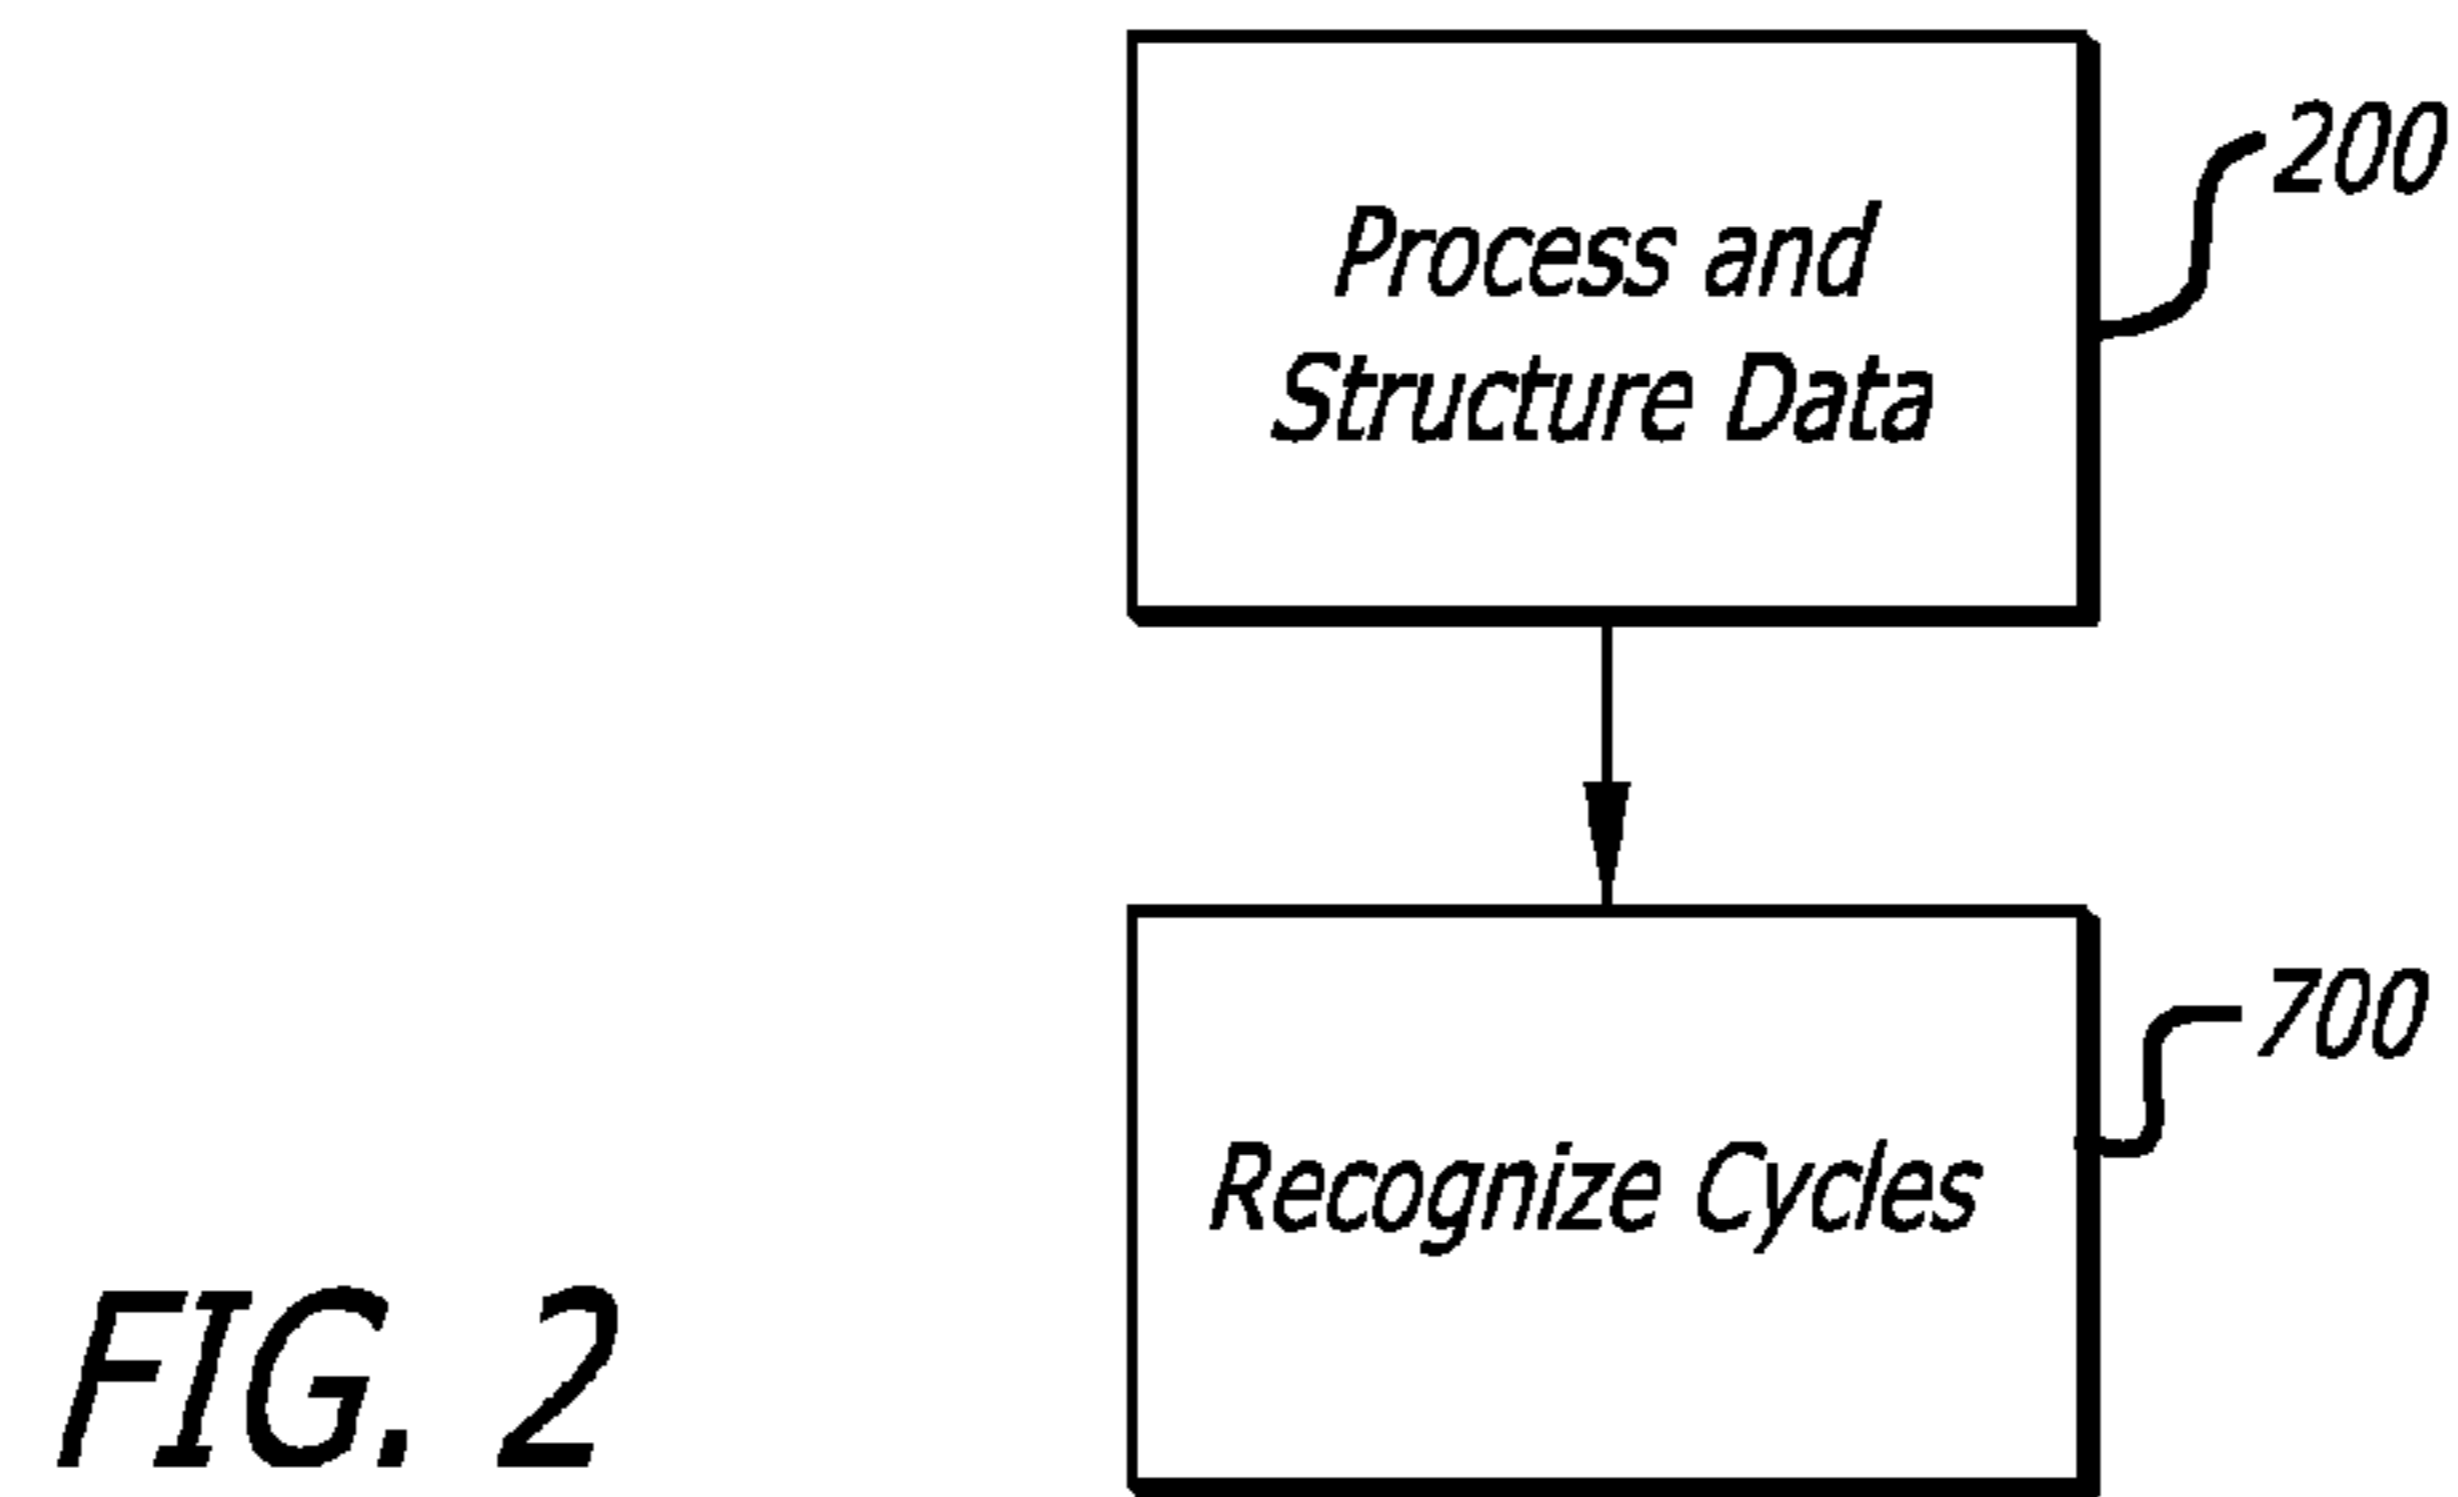 200
Process and
Structure Data
700
Recognize Cycles
FIG. 2